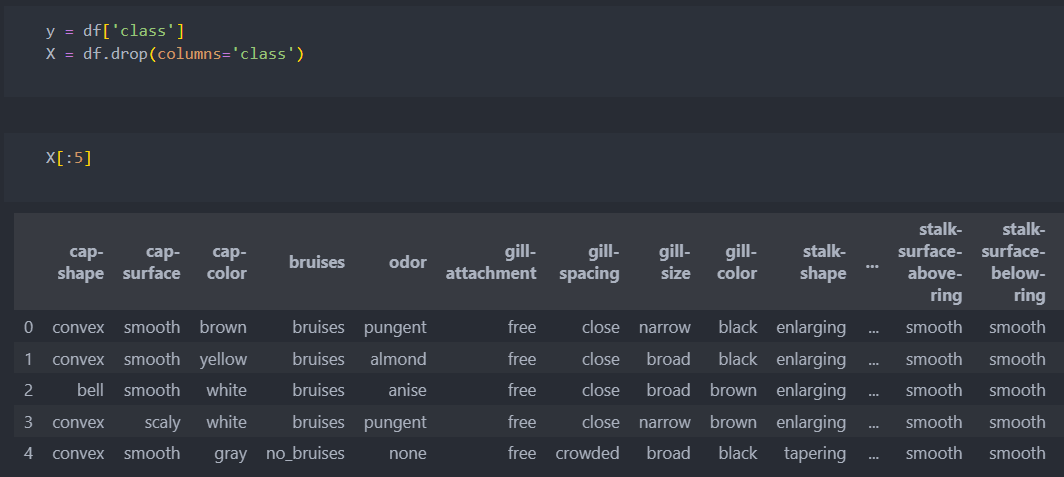 y = df['class']
X = df.drop(columns='class')
X[:5]
cap-shape cap-surface cap-color bruises odor gill-attachment gill-spacing gill-size gill-color stalk-shape ... stalk-surface-above-ring stalk-surface-below-ring
0 convex smooth brown bruises pungent free close narrow black enlarging ... smooth smooth
1 convex smooth yellow bruises almond free close broad black enlarging ... smooth smooth
2 bell smooth white bruises anise free close broad brown enlarging ... smooth smooth
3 convex scaly white bruises pungent free close narrow brown enlarging ... smooth smooth
4 convex smooth gray no_bruises none free crowded broad black tapering ... smooth smooth